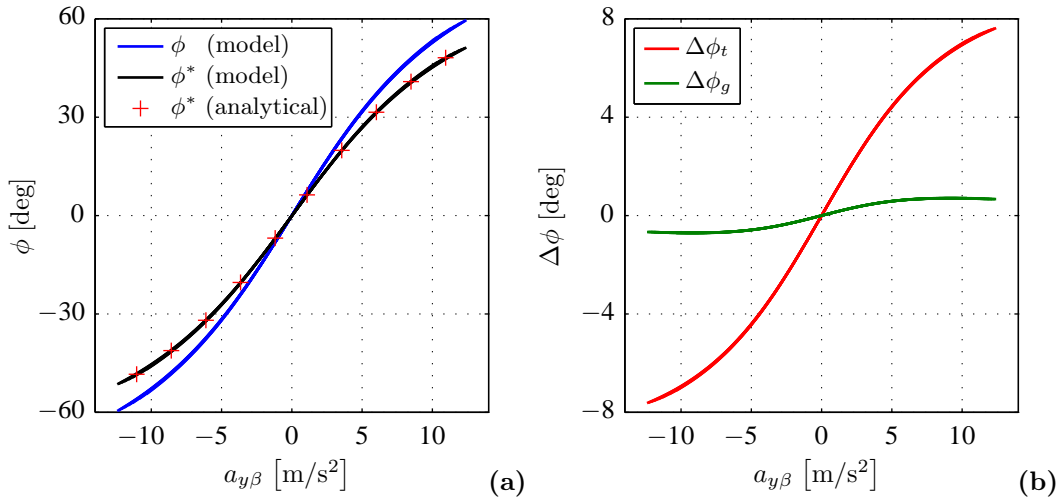 60
30
0
−30
−60
ϕ [deg]
ϕ (model)
ϕ* (model)
ϕ* (analytical)
−10 −5 0 5 10
a_{yβ} [m/s²]
(a)
8
4
0
−4
−8
Δϕ [deg]
Δϕ_t
Δϕ_g
−10 −5 0 5 10
a_{yβ} [m/s²]
(b)